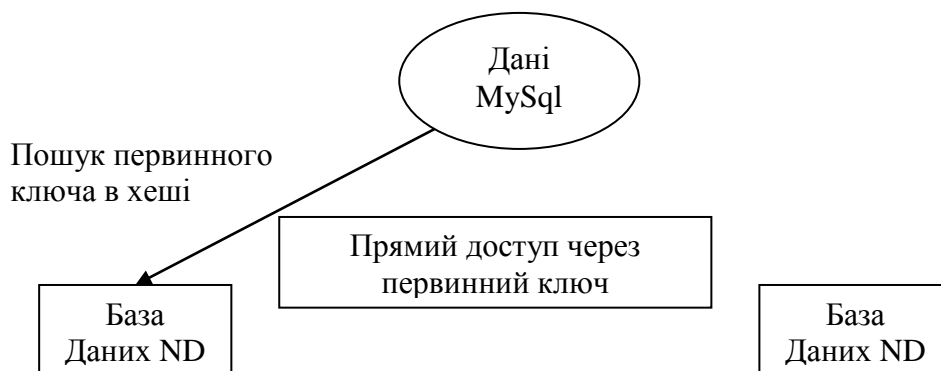 Дані
MySql
Пошук первинного
ключа в хеші
Прямий доступ через
первинний ключ
База
Даних ND
База
Даних ND